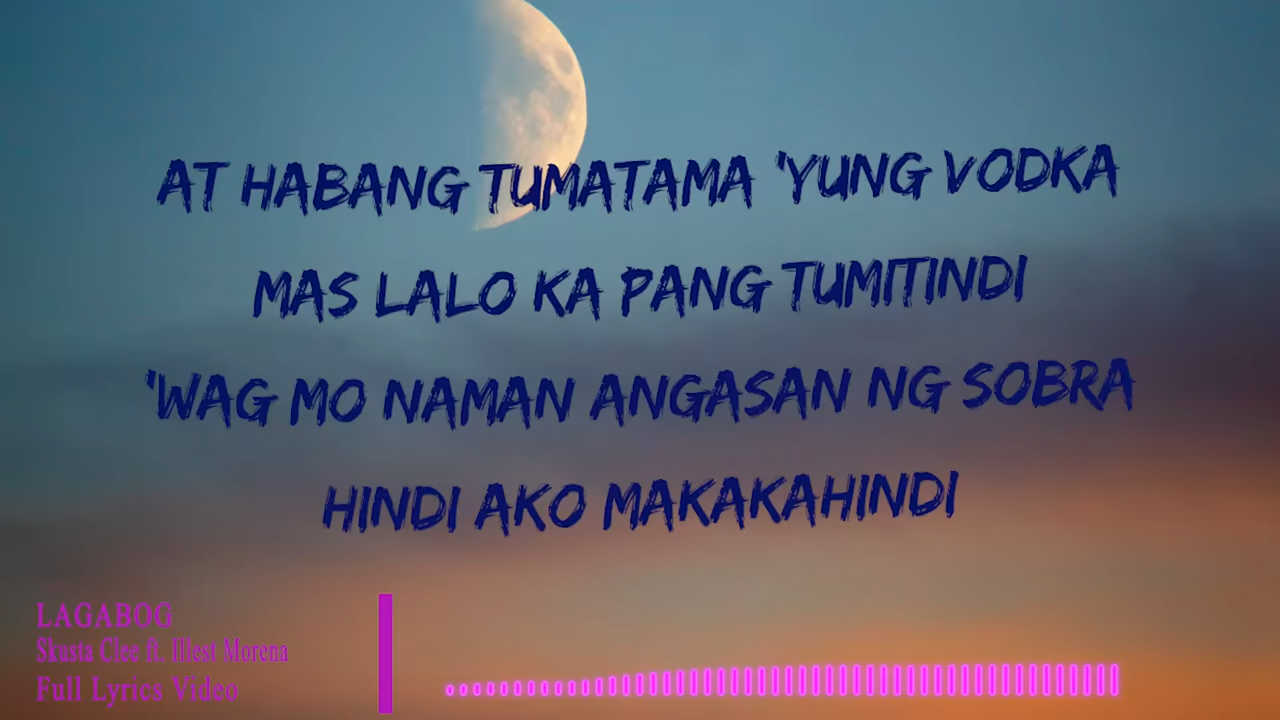 AT HABANG TUMATAMA 'YUNG VODKA
MAS LALO KA PANG TUMITINDI
'WAG MO NAMAN ANGASAN NG SOBRA
HINDI AKO MAKAKAHINDI
LAGABOG
Skusta Clee ft. Illest Morena
Full Lyrics Video